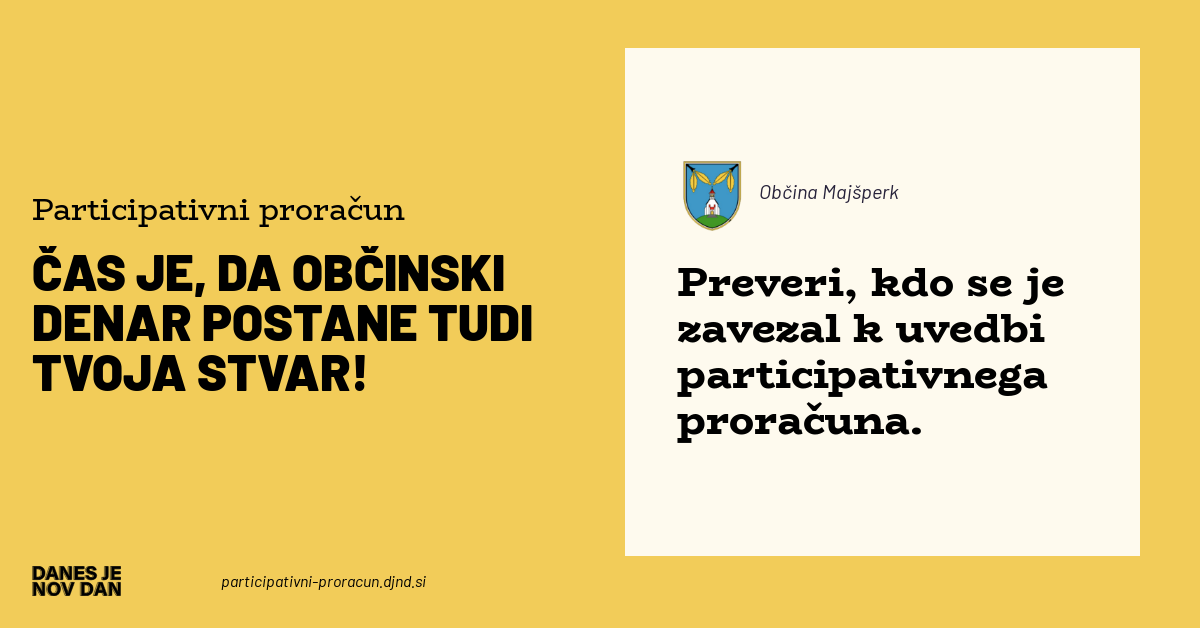 Participativni proračun
ČAS JE, DA OBČINSKI
DENAR POSTANE TUDI
TVOJA STVAR!
DANES JE
NOV DAN
participativni-proracun.djnd.si
Občina Majšperk
Preveri, kdo se je
zavezal k uvedbi
participativnega
proračuna.